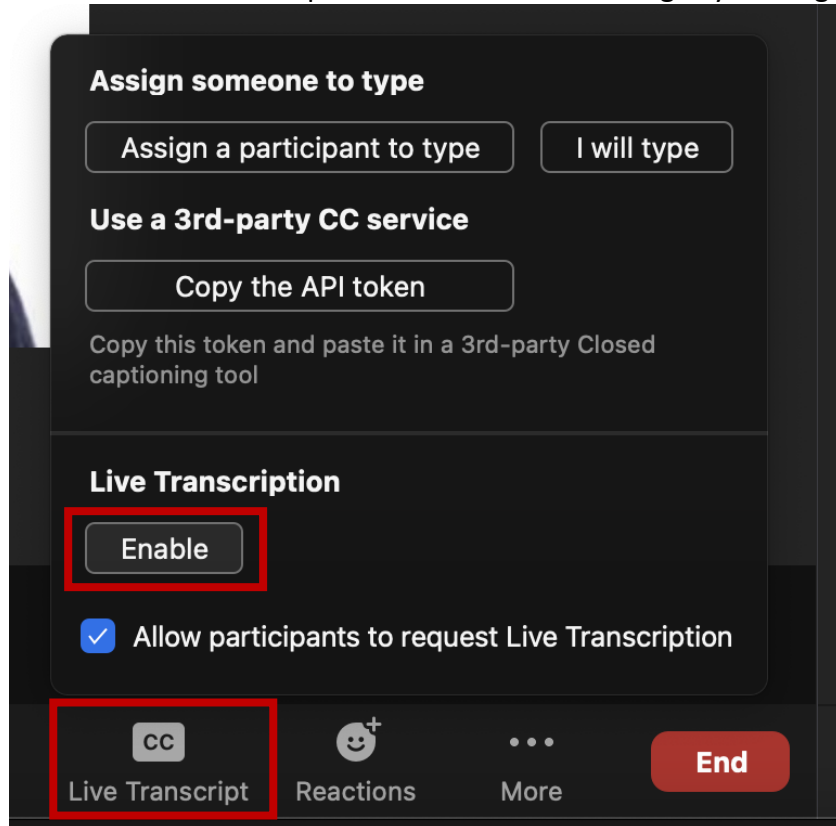 Assign someone to type
Assign a participant to type I will type
Use a 3rd-party CC service
Copy the API token
Copy this token and paste it in a 3rd-party Closed
captioning tool
Live Transcription
Enable
Allow participants to request Live Transcription
CC
Live Transcript Reactions More End